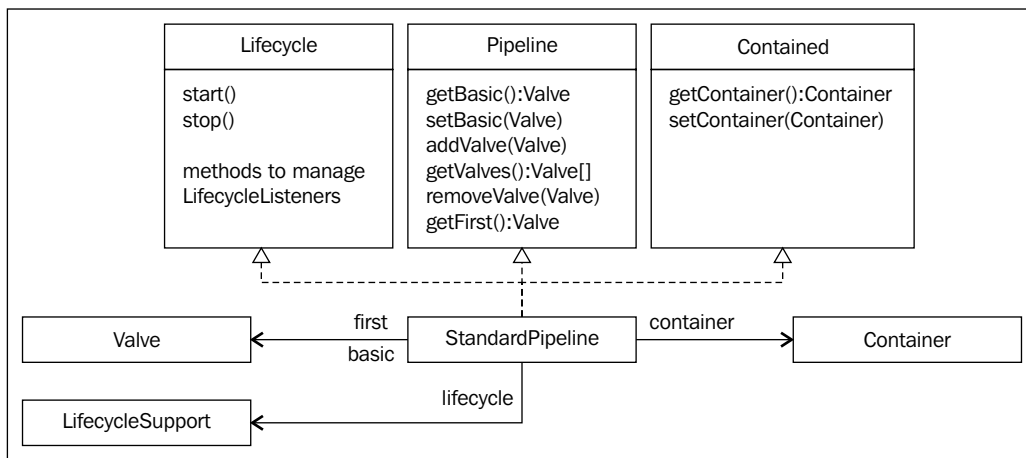 Lifecycle
start()
stop()
methods to manage
LifecycleListeners
Pipeline
getBasic():Valve
setBasic(Valve)
addValve(Valve)
getValves():Valve[]
removeValve(Valve)
getFirst():Valve
Contained
getContainer():Container
setContainer(Container)
Valve
first
basic
StandardPipeline
container
Container
lifecycle
LifecycleSupport